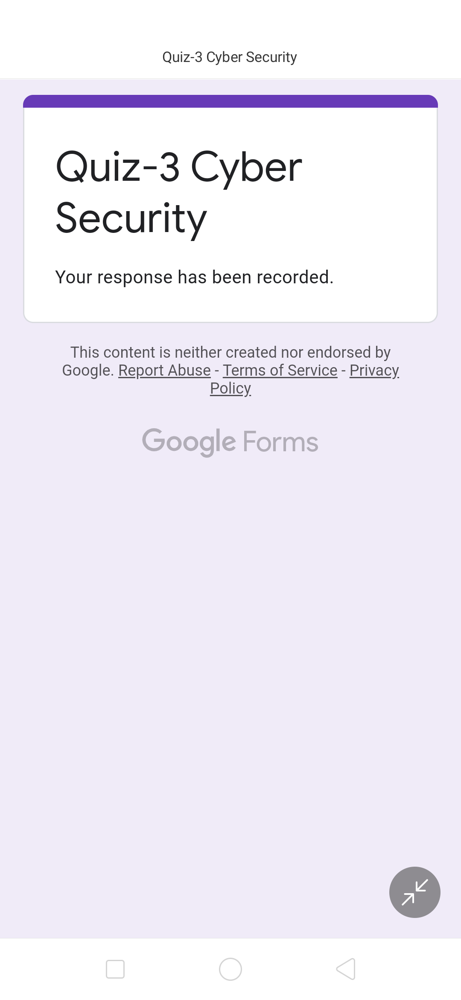 Quiz-3 Cyber Security
Quiz-3 Cyber
Security
Your response has been recorded.
This content is neither created nor endorsed by
Google. Report Abuse - Terms of Service - Privacy
Policy
Google Forms